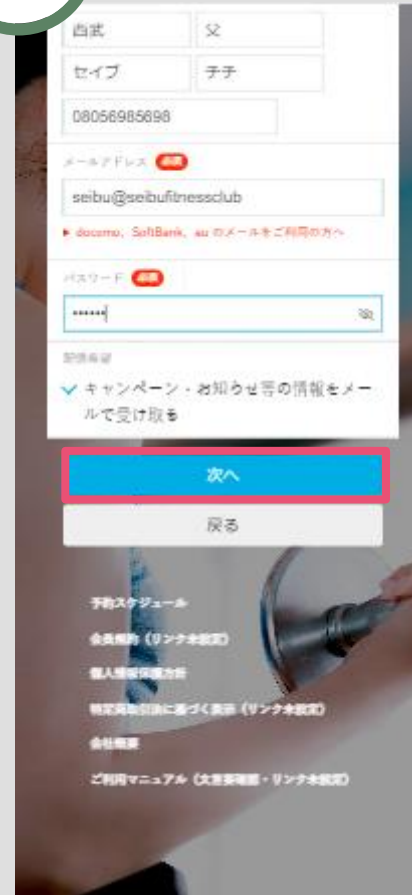 西武 父
セイブ チチ
08056985698
メールアドレス 必須
seibu@seibufitnessclub
▶ docomo、SoftBank、au のメールをご利用の方へ
パスワード 必須
••••••
配信希望
キャンペーン・お知らせ等の情報をメー
ルで受け取る
次へ
戻る
予約スケジュール
会員規約（リンク未設定）
個人情報保護方針
特定商取引法に基づく表示（リンク未設定）
会社概要
ご利用マニュアル（文言要確認・リンク未設定）